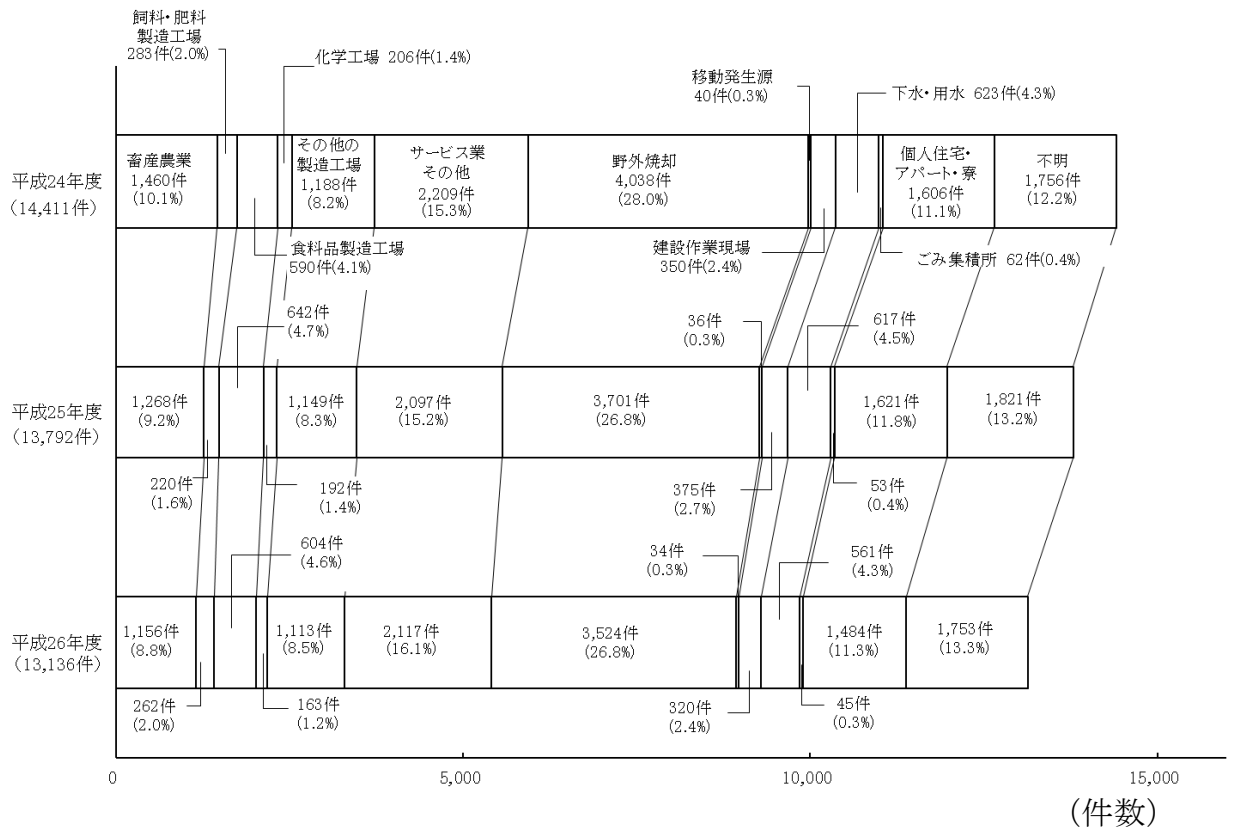 飼料・肥料
製造工場
283件(2.0%)
化学工場 206件(1.4%)
移動発生源
40件(0.3%)
下水・用水 623件(4.3%)
平成24年度
(14,411件)
畜産農業
1,460件
(10.1%)
その他の
製造工場
1,188件
(8.2%)
サービス業
その他
2,209件
(15.3%)
野外焼却
4,038件
(28.0%)
個人住宅・
アパート・寮
1,606件
(11.1%)
不明
1,756件
(12.2%)
食料品製造工場
590件(4.1%)
建設作業現場
350件(2.4%)
ごみ集積所 62件(0.4%)
642件
(4.7%)
36件
(0.3%)
617件
(4.5%)
平成25年度
(13,792件)
1,268件
(9.2%)
1,149件
(8.3%)
2,097件
(15.2%)
3,701件
(26.8%)
1,621件
(11.8%)
1,821件
(13.2%)
220件
(1.6%)
192件
(1.4%)
375件
(2.7%)
53件
(0.4%)
604件
(4.6%)
34件
(0.3%)
561件
(4.3%)
平成26年度
(13,136件)
1,156件
(8.8%)
1,113件
(8.5%)
2,117件
(16.1%)
3,524件
(26.8%)
1,484件
(11.3%)
1,753件
(13.3%)
262件
(2.0%)
163件
(1.2%)
320件
(2.4%)
45件
(0.3%)
0
5,000
10,000
15,000
(件数)